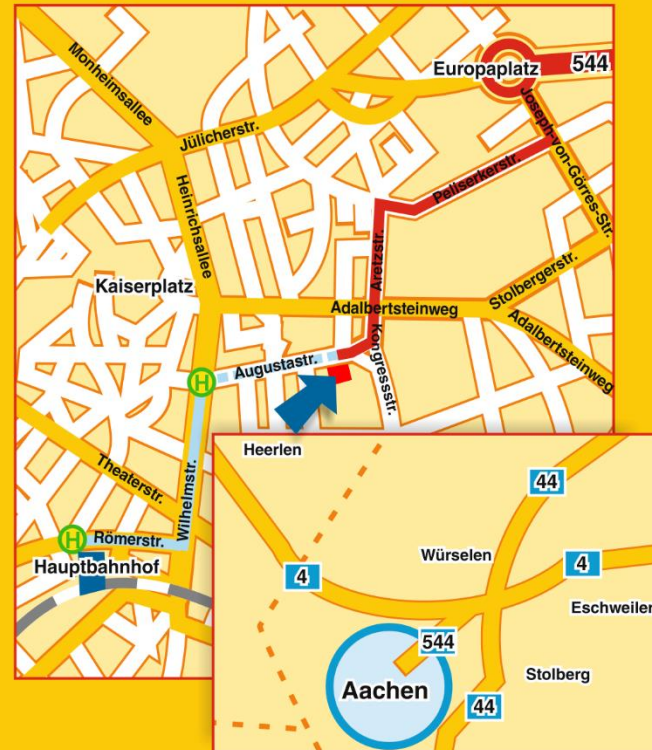 Europaplatz
544
Monheimsallee
Jülicherstr.
Joseph-von-Görres-Str.
Peliserkerstr.
Heinrichsallee
Aretzstr.
Kaiserplatz
Stolbergerstr.
Adalbertsteinweg
Adalbertsteinweg
Kongressstr.
Augustastr.
H
Wilhelmstr.
Theaterstr.
H
Römerstr.
Hauptbahnhof
Heerlen
44
Würselen
4
4
Eschweiler
544
Stolberg
Aachen
44